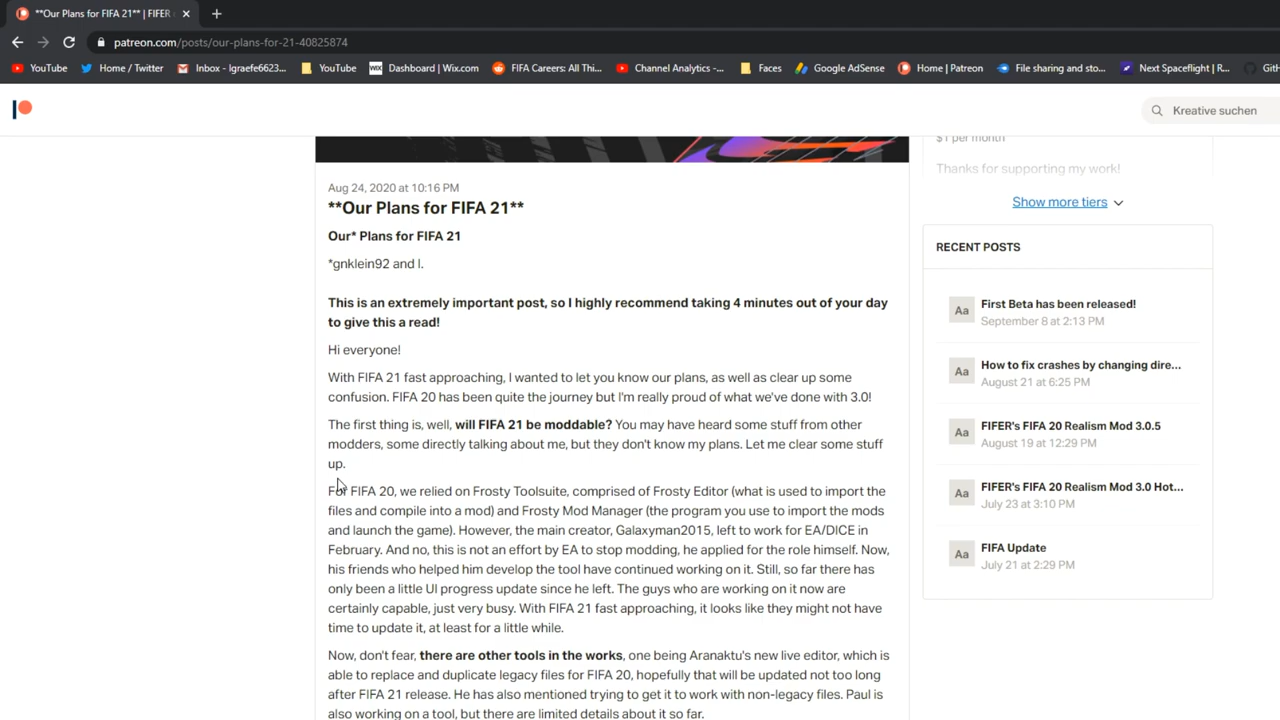 **Our Plans for FIFA 21** | FIFER
patreon.com/posts/our-plans-for-21-40825874
YouTube
Home / Twitter
Inbox - lgraefe6623...
YouTube
Dashboard | Wix.com
FIFA Careers: All Thi...
Channel Analytics -...
Faces
Google AdSense
Home | Patreon
File sharing and sto...
Next Spaceflight | R...
GitH
Kreative suchen
Aug 24, 2020 at 10:16 PM
**Our Plans for FIFA 21**
Our* Plans for FIFA 21
*gnklein92 and I.
This is an extremely important post, so I highly recommend taking 4 minutes out of your day
to give this a read!
Hi everyone!
With FIFA 21 fast approaching, I wanted to let you know our plans, as well as clear up some
confusion. FIFA 20 has been quite the journey but I'm really proud of what we've done with 3.0!
The first thing is, well, will FIFA 21 be moddable? You may have heard some stuff from other
modders, some directly talking about me, but they don't know my plans. Let me clear some stuff
up.
For FIFA 20, we relied on Frosty Toolsuite, comprised of Frosty Editor (what is used to import the
files and compile into a mod) and Frosty Mod Manager (the program you use to import the mods
and launch the game). However, the main creator, Galaxyman2015, left to work for EA/DICE in
February. And no, this is not an effort by EA to stop modding, he applied for the role himself. Now,
his friends who helped him develop the tool have continued working on it. Still, so far there has
only been a little UI progress update since he left. The guys who are working on it now are
certainly capable, just very busy. With FIFA 21 fast approaching, it looks like they might not have
time to update it, at least for a little while.
Now, don't fear, there are other tools in the works, one being Aranaktu's new live editor, which is
able to replace and duplicate legacy files for FIFA 20, hopefully that will be updated not too long
after FIFA 21 release. He has also mentioned trying to get it to work with non-legacy files. Paul is
also working on a tool, but there are limited details about it so far.
$1 per month
Thanks for supporting my work!
Show more tiers
RECENT POSTS
Aa
First Beta has been released!
September 8 at 2:13 PM
Aa
How to fix crashes by changing dire...
August 21 at 6:25 PM
Aa
FIFER's FIFA 20 Realism Mod 3.0.5
August 19 at 12:29 PM
Aa
FIFER's FIFA 20 Realism Mod 3.0 Hot...
July 23 at 3:10 PM
Aa
FIFA Update
July 21 at 2:29 PM